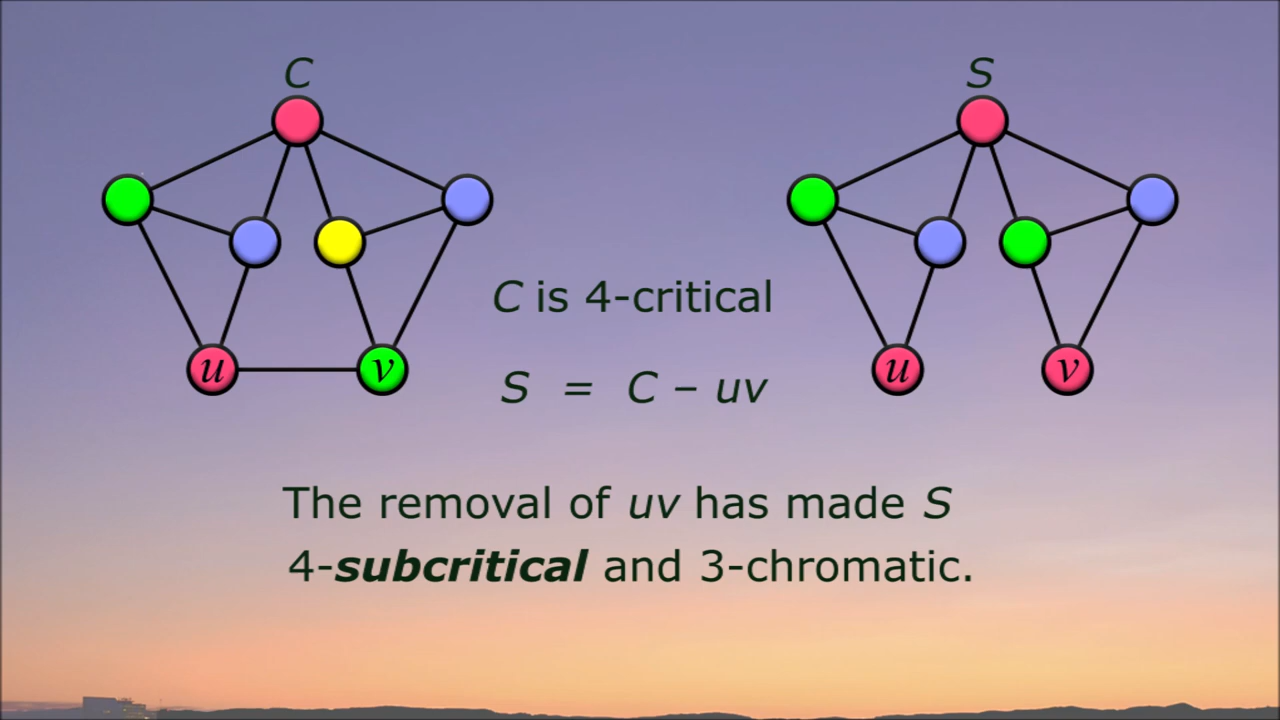 C
S
u
v
u
v
C is 4-critical
S = C – uv
The removal of uv has made S
4-subcritical and 3-chromatic.